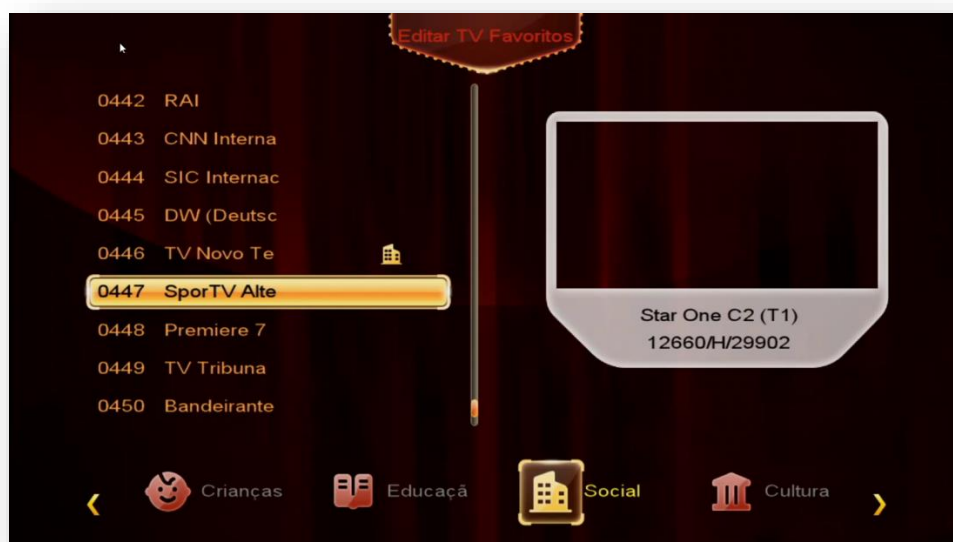 Editar TV Favoritos
0442 RAI
0443 CNN Interna
0444 SIC Internac
0445 DW (Deutsc
0446 TV Novo Te
0447 SporTV Alte
0448 Premiere 7
0449 TV Tribuna
0450 Bandeirante
Star One C2 (T1)
12660/H/29902
Crianças
Educaçã
Social
Cultura